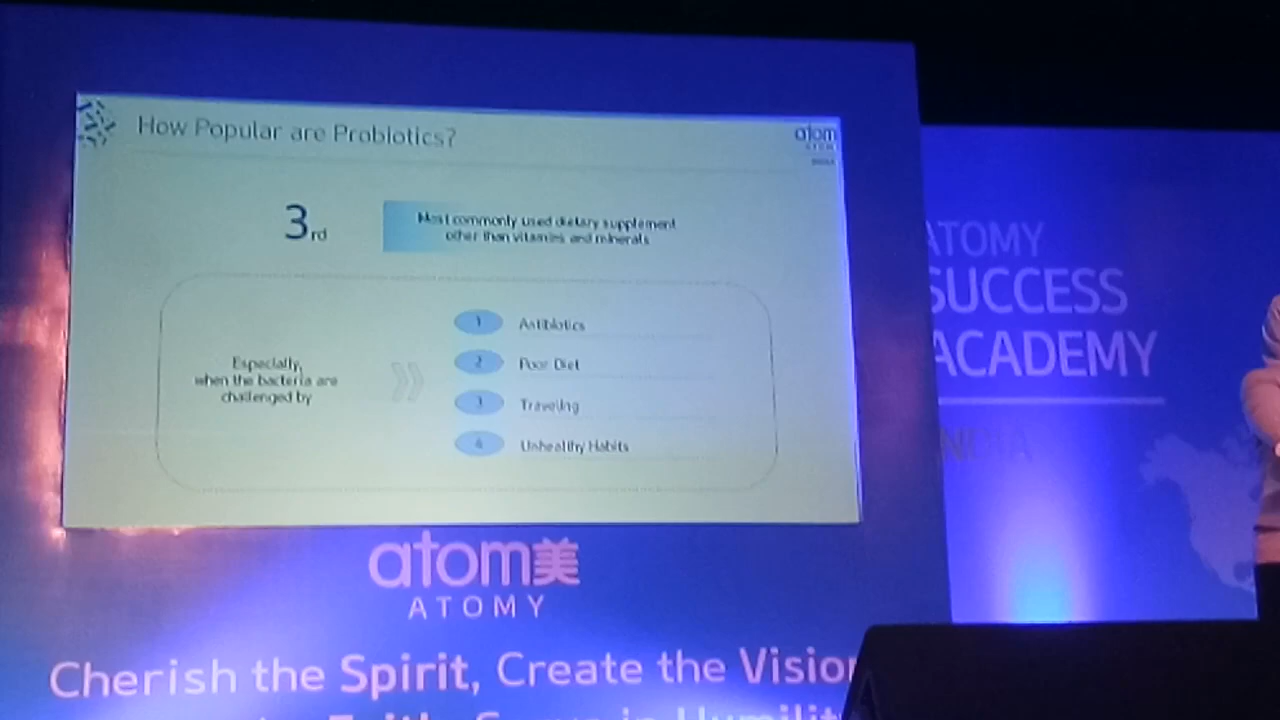 How Popular are Probiotics?
atom
3rd
Most commonly used dietary supplement
other than vitamins and minerals
Especially,
when the bacteria are
challenged by
1 Antibiotics
2 Poor Diet
3 Traveling
4 Unhealthy Habits
atom美
ATOMY
Cherish the Spirit, Create the Vision
ATOMY
SUCCESS
ACADEMY